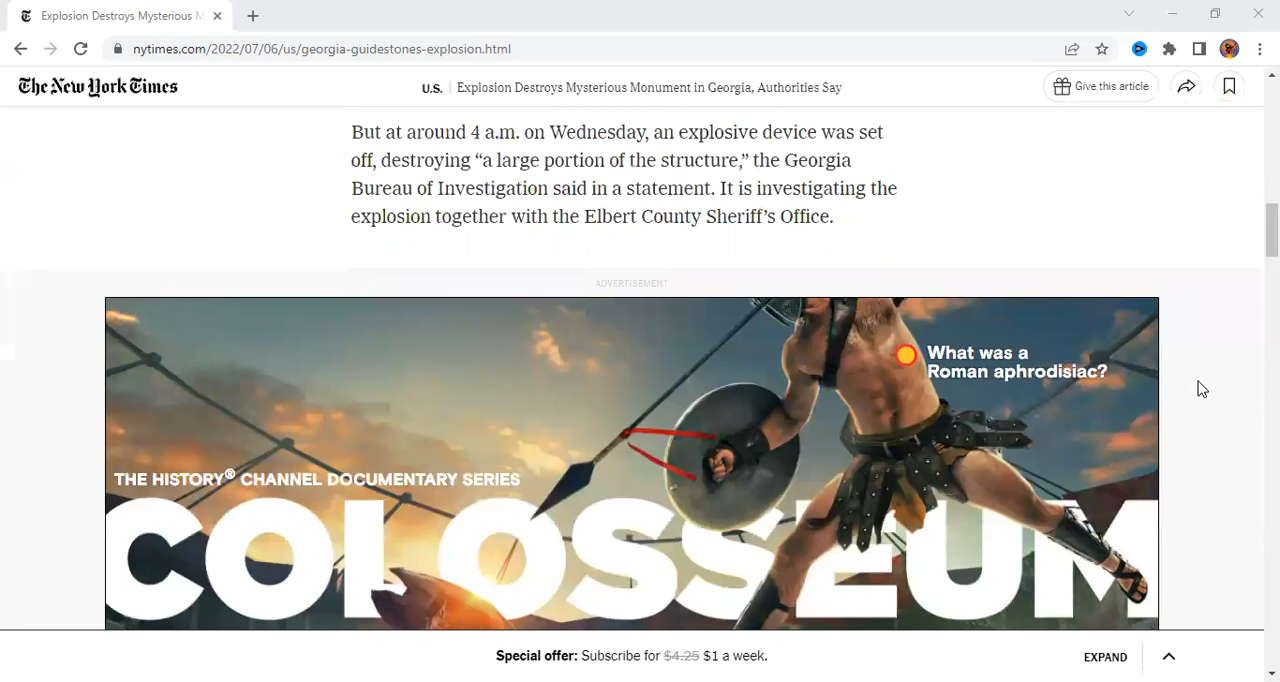 Explosion Destroys Mysterious M
nytimes.com/2022/07/06/us/georgia-guidestones-explosion.html
The New York Times
U.S. | Explosion Destroys Mysterious Monument in Georgia, Authorities Say
Give this article
But at around 4 a.m. on Wednesday, an explosive device was set
off, destroying “a large portion of the structure,” the Georgia
Bureau of Investigation said in a statement. It is investigating the
explosion together with the Elbert County Sheriff’s Office.
ADVERTISEMENT
What was a
Roman aphrodisiac?
THE HISTORY® CHANNEL DOCUMENTARY SERIES
COLOSSEUM
Special offer: Subscribe for $4.25 $1 a week.
EXPAND